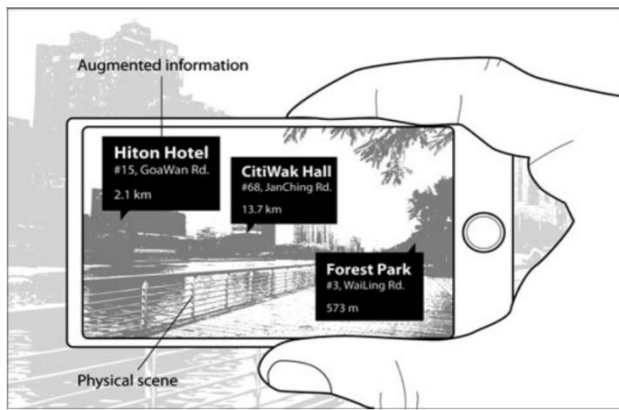 Augmented information
Hiton Hotel
#15, GoaWan Rd.
2.1 km
CitiWak Hall
#68, JanChing Rd.
13.7 km
Forest Park
#3, WaiLing Rd.
573 m
Physical scene